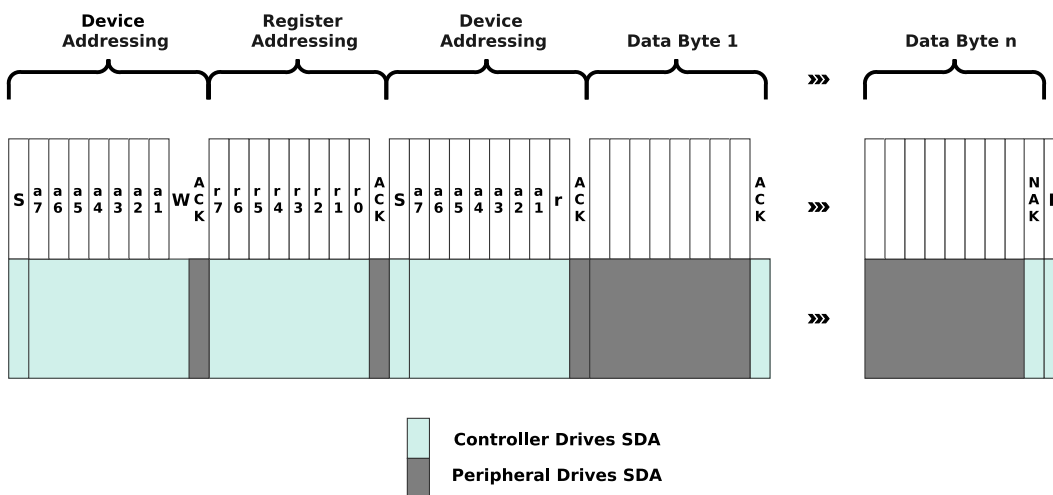 Device Addressing
Register Addressing
Device Addressing
Data Byte 1
»»
Data Byte n
S a7 a6 a5 a4 a3 a2 a1 W ACK r7 r6 r5 r4 r3 r2 r1 r0 ACK S a7 a6 a5 a4 a3 a2 a1 r ACK ACK »» NAK
»»
Controller Drives SDA
Peripheral Drives SDA